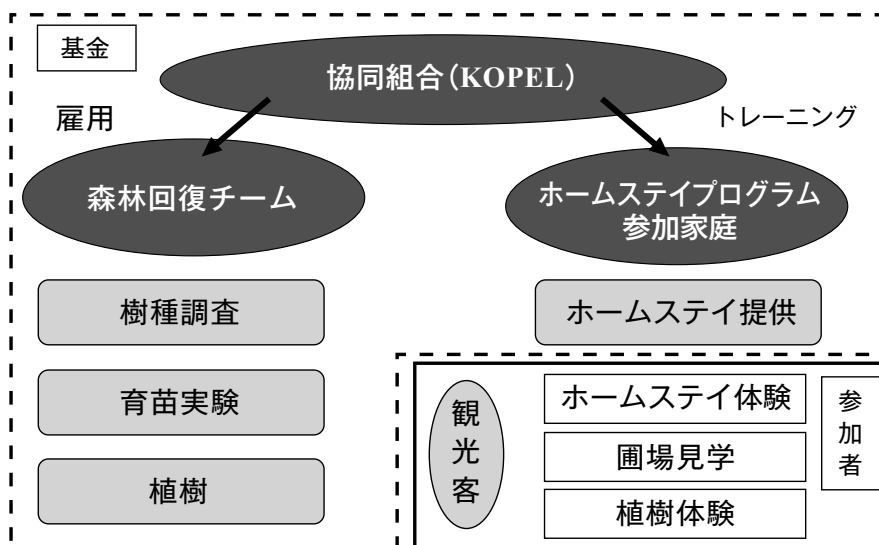 基金
協同組合(KOPEL)
雇用
トレーニング
森林回復チーム
ホームステイプログラム
参加家庭
樹種調査
ホームステイ提供
育苗実験
植樹
観光客
ホームステイ体験
圃場見学
植樹体験
参加者